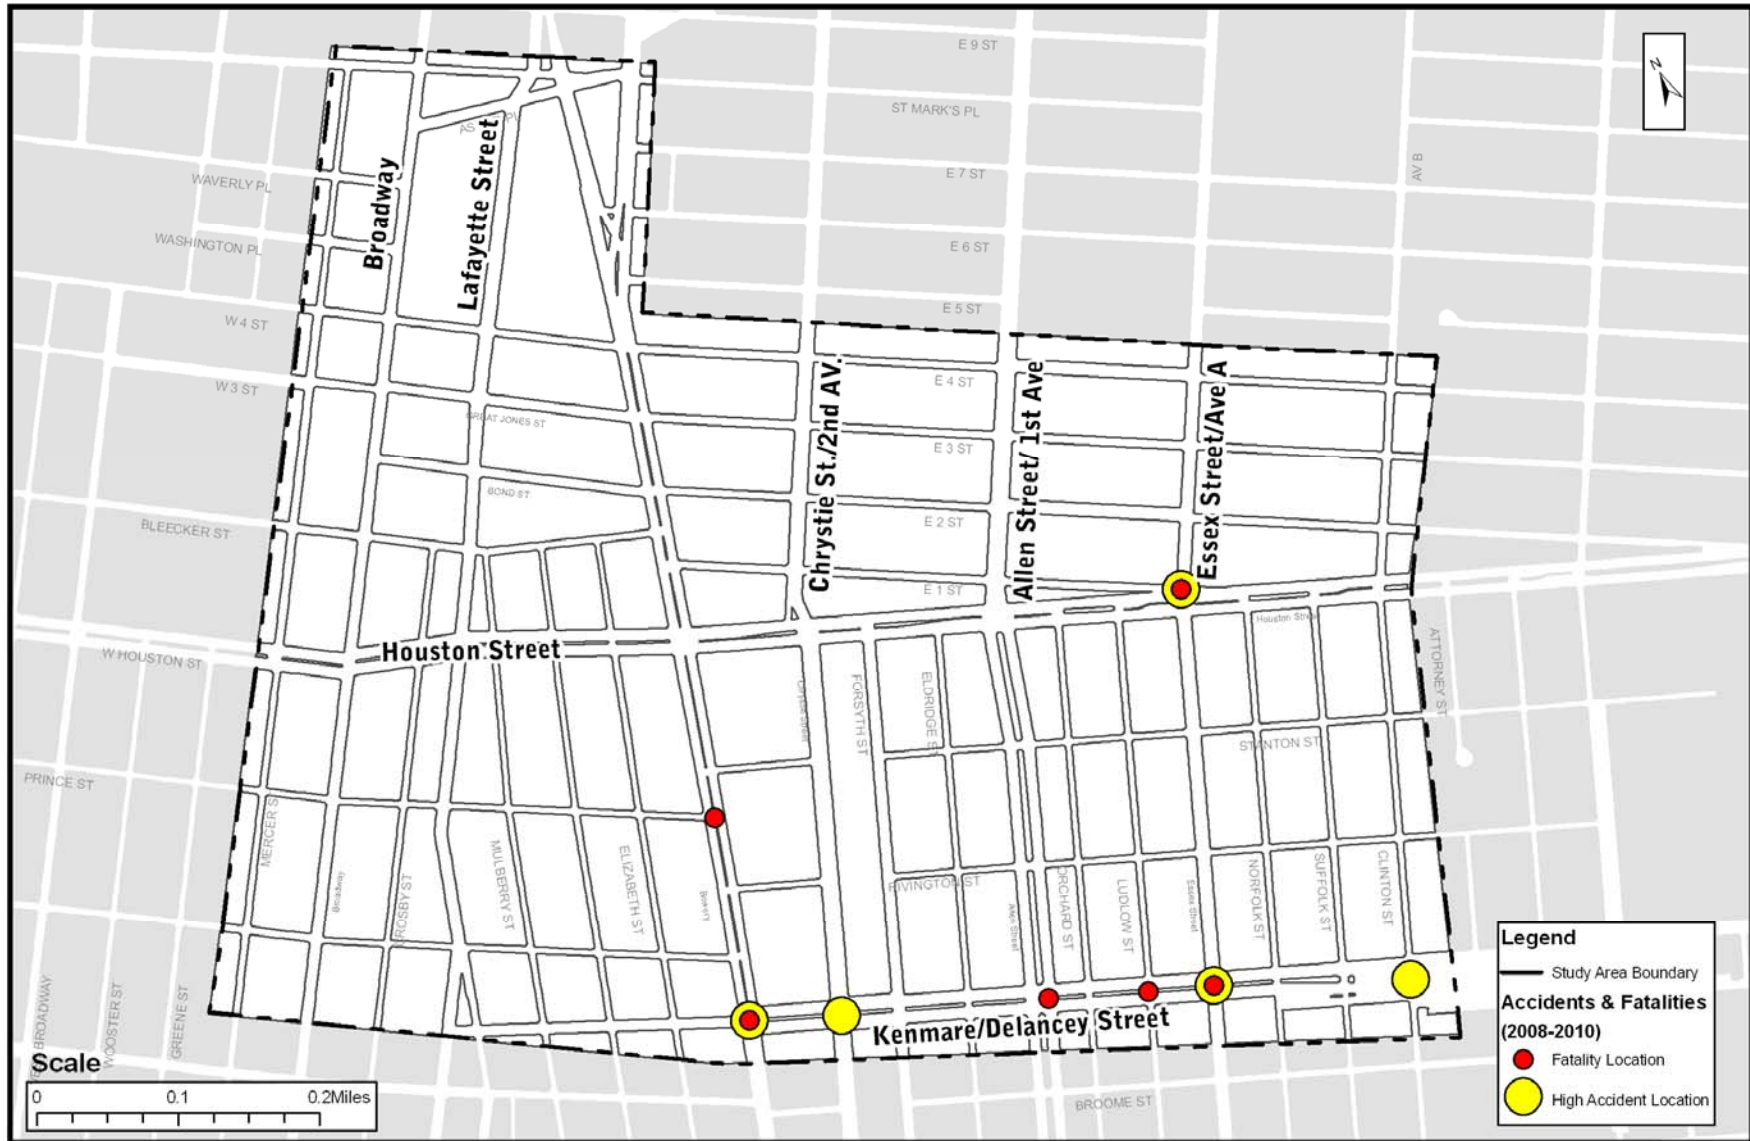 E 9 ST
N
ST MARK'S PL
Lafayette Street
Broadway
WAVERLY PL
E 7 ST
AV B
WASHINGTON PL
E 6 ST
E 5 ST
W 4 ST
Chrystie St./2nd AV.
Allen Street/ 1st Ave
Essex Street/Ave A
W 3 ST
E 4 ST
GREAT JONES ST
E 3 ST
BOND ST
E 2 ST
BLEECKER ST
E 1 ST
Houston Street
Houston Street
W HOUSTON ST
ATTORNEY ST
Chrystie Street
FORSYTH ST
ELDRIDGE ST
STANTON ST
PRINCE ST
MERCER ST
Broadway
CROSBY ST
MULBERRY ST
ELIZABETH ST
Bowery
RIVINGTON ST
Allen Street
ORCHARD ST
LUDLOW ST
Essex Street
NORFOLK ST
SUFFOLK ST
CLINTON ST
Kenmare/Delancey Street
BROADWAY
WOOSTER ST
GREENE ST
BROOME ST
Scale
0 0.1 0.2Miles
Legend
Study Area Boundary
Accidents & Fatalities
(2008-2010)
Fatality Location
High Accident Location